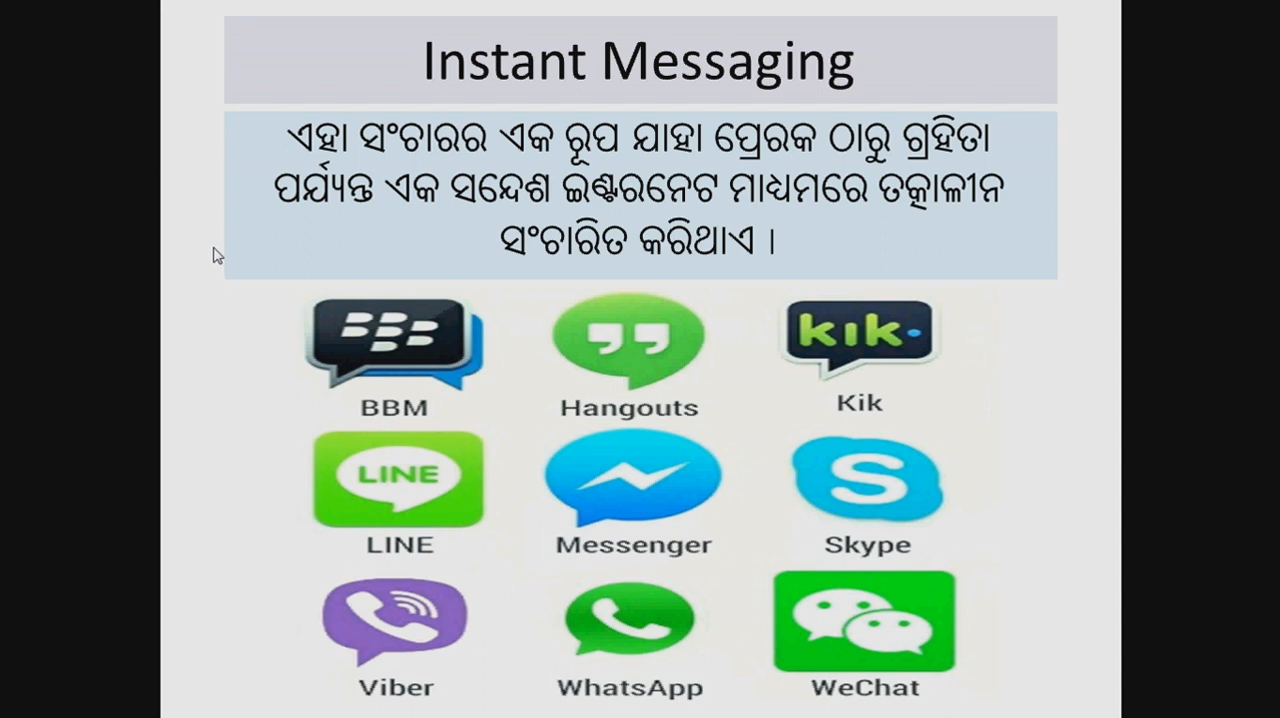 Instant Messaging
ଏହା ସଂଚାରର ଏକ ରୂପ ଯାହା ପ୍ରେରକ ଠାରୁ ଗ୍ରହିତା
ପର୍ଯ୍ୟନ୍ତ ଏକ ସନ୍ଦେଶ ଇଣ୍ଟରନେଟ ମାଧ୍ୟମରେ ତତ୍କାଳୀନ
ସଂଚାରିତ କରିଥାଏ ।
kik·
BBM Hangouts Kik
LINE
S
LINE Messenger Skype
Viber WhatsApp WeChat